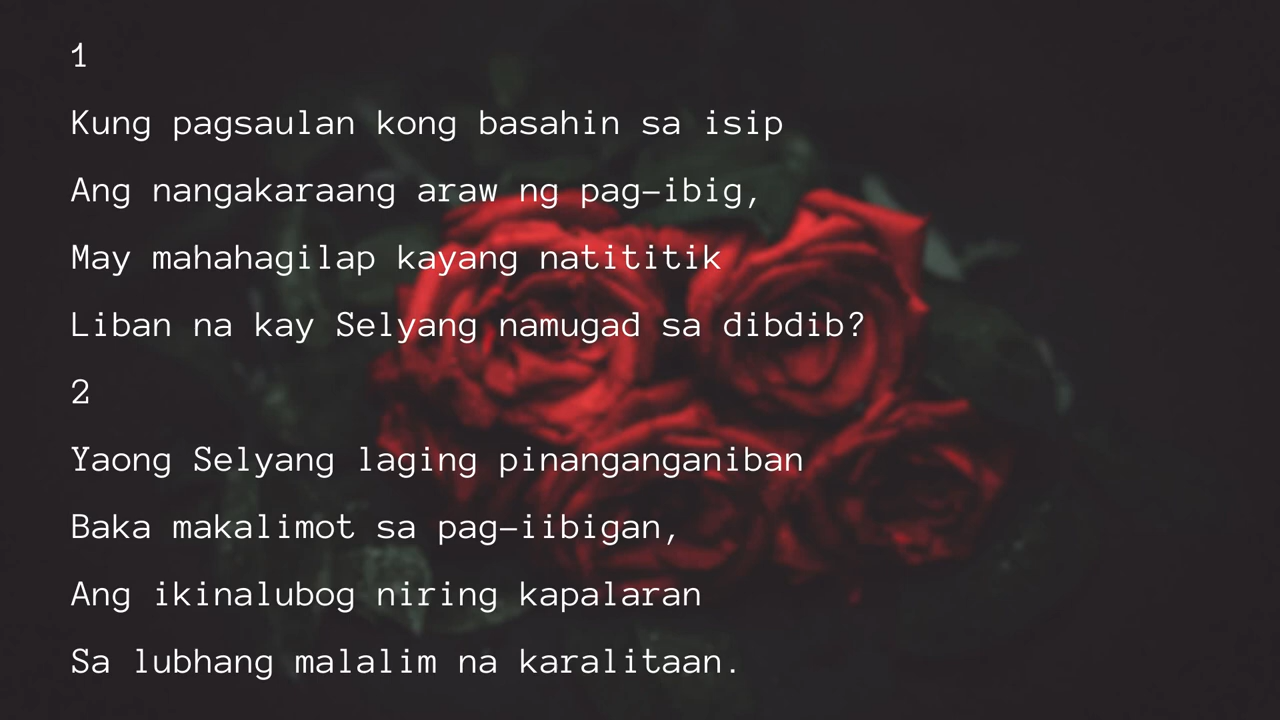 1
Kung pagsaulan kong basahin sa isip
Ang nangakaraang araw ng pag-ibig,
May mahahagilap kayang natititik
Liban na kay Selyang namugad sa dibdib?
2
Yaong Selyang laging pinanganganiban
Baka makalimot sa pag-iibigan,
Ang ikinalubog niring kapalaran
Sa lubhang malalim na karalitaan.